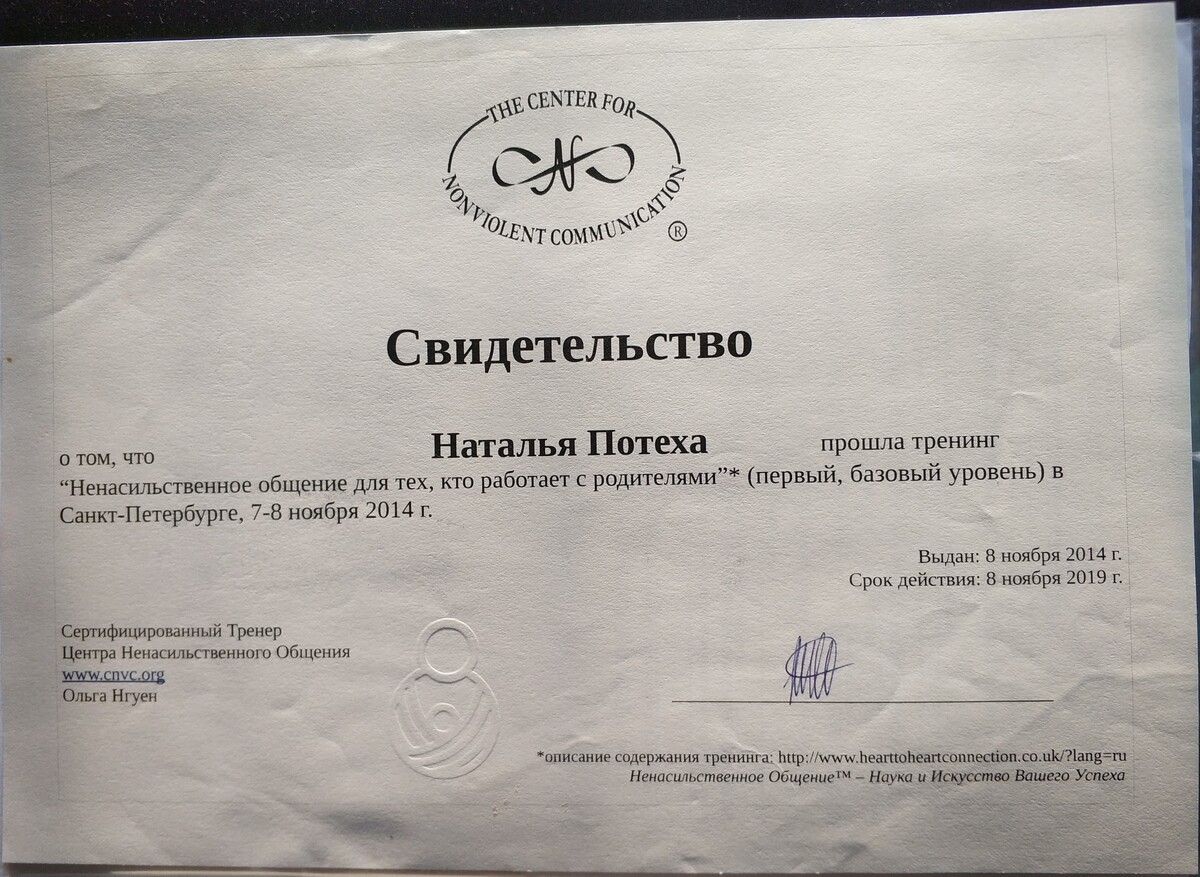 THE CENTER FOR
NONVIOLENT COMMUNICATION
®
Свидетельство
о том, что Наталья Потеха прошла тренинг
“Ненасильственное общение для тех, кто работает с родителями”* (первый, базовый уровень) в
Санкт-Петербурге, 7-8 ноября 2014 г.
Выдан: 8 ноября 2014 г.
Срок действия: 8 ноября 2019 г.
Сертифицированный Тренер
Центра Ненасильственного Общения
www.cnvc.org
Ольга Нгуен
*описание содержания тренинга: http://www.hearttoheartconnection.co.uk/?lang=ru
Ненасильственное Общение™ – Наука и Искусство Вашего Успеха